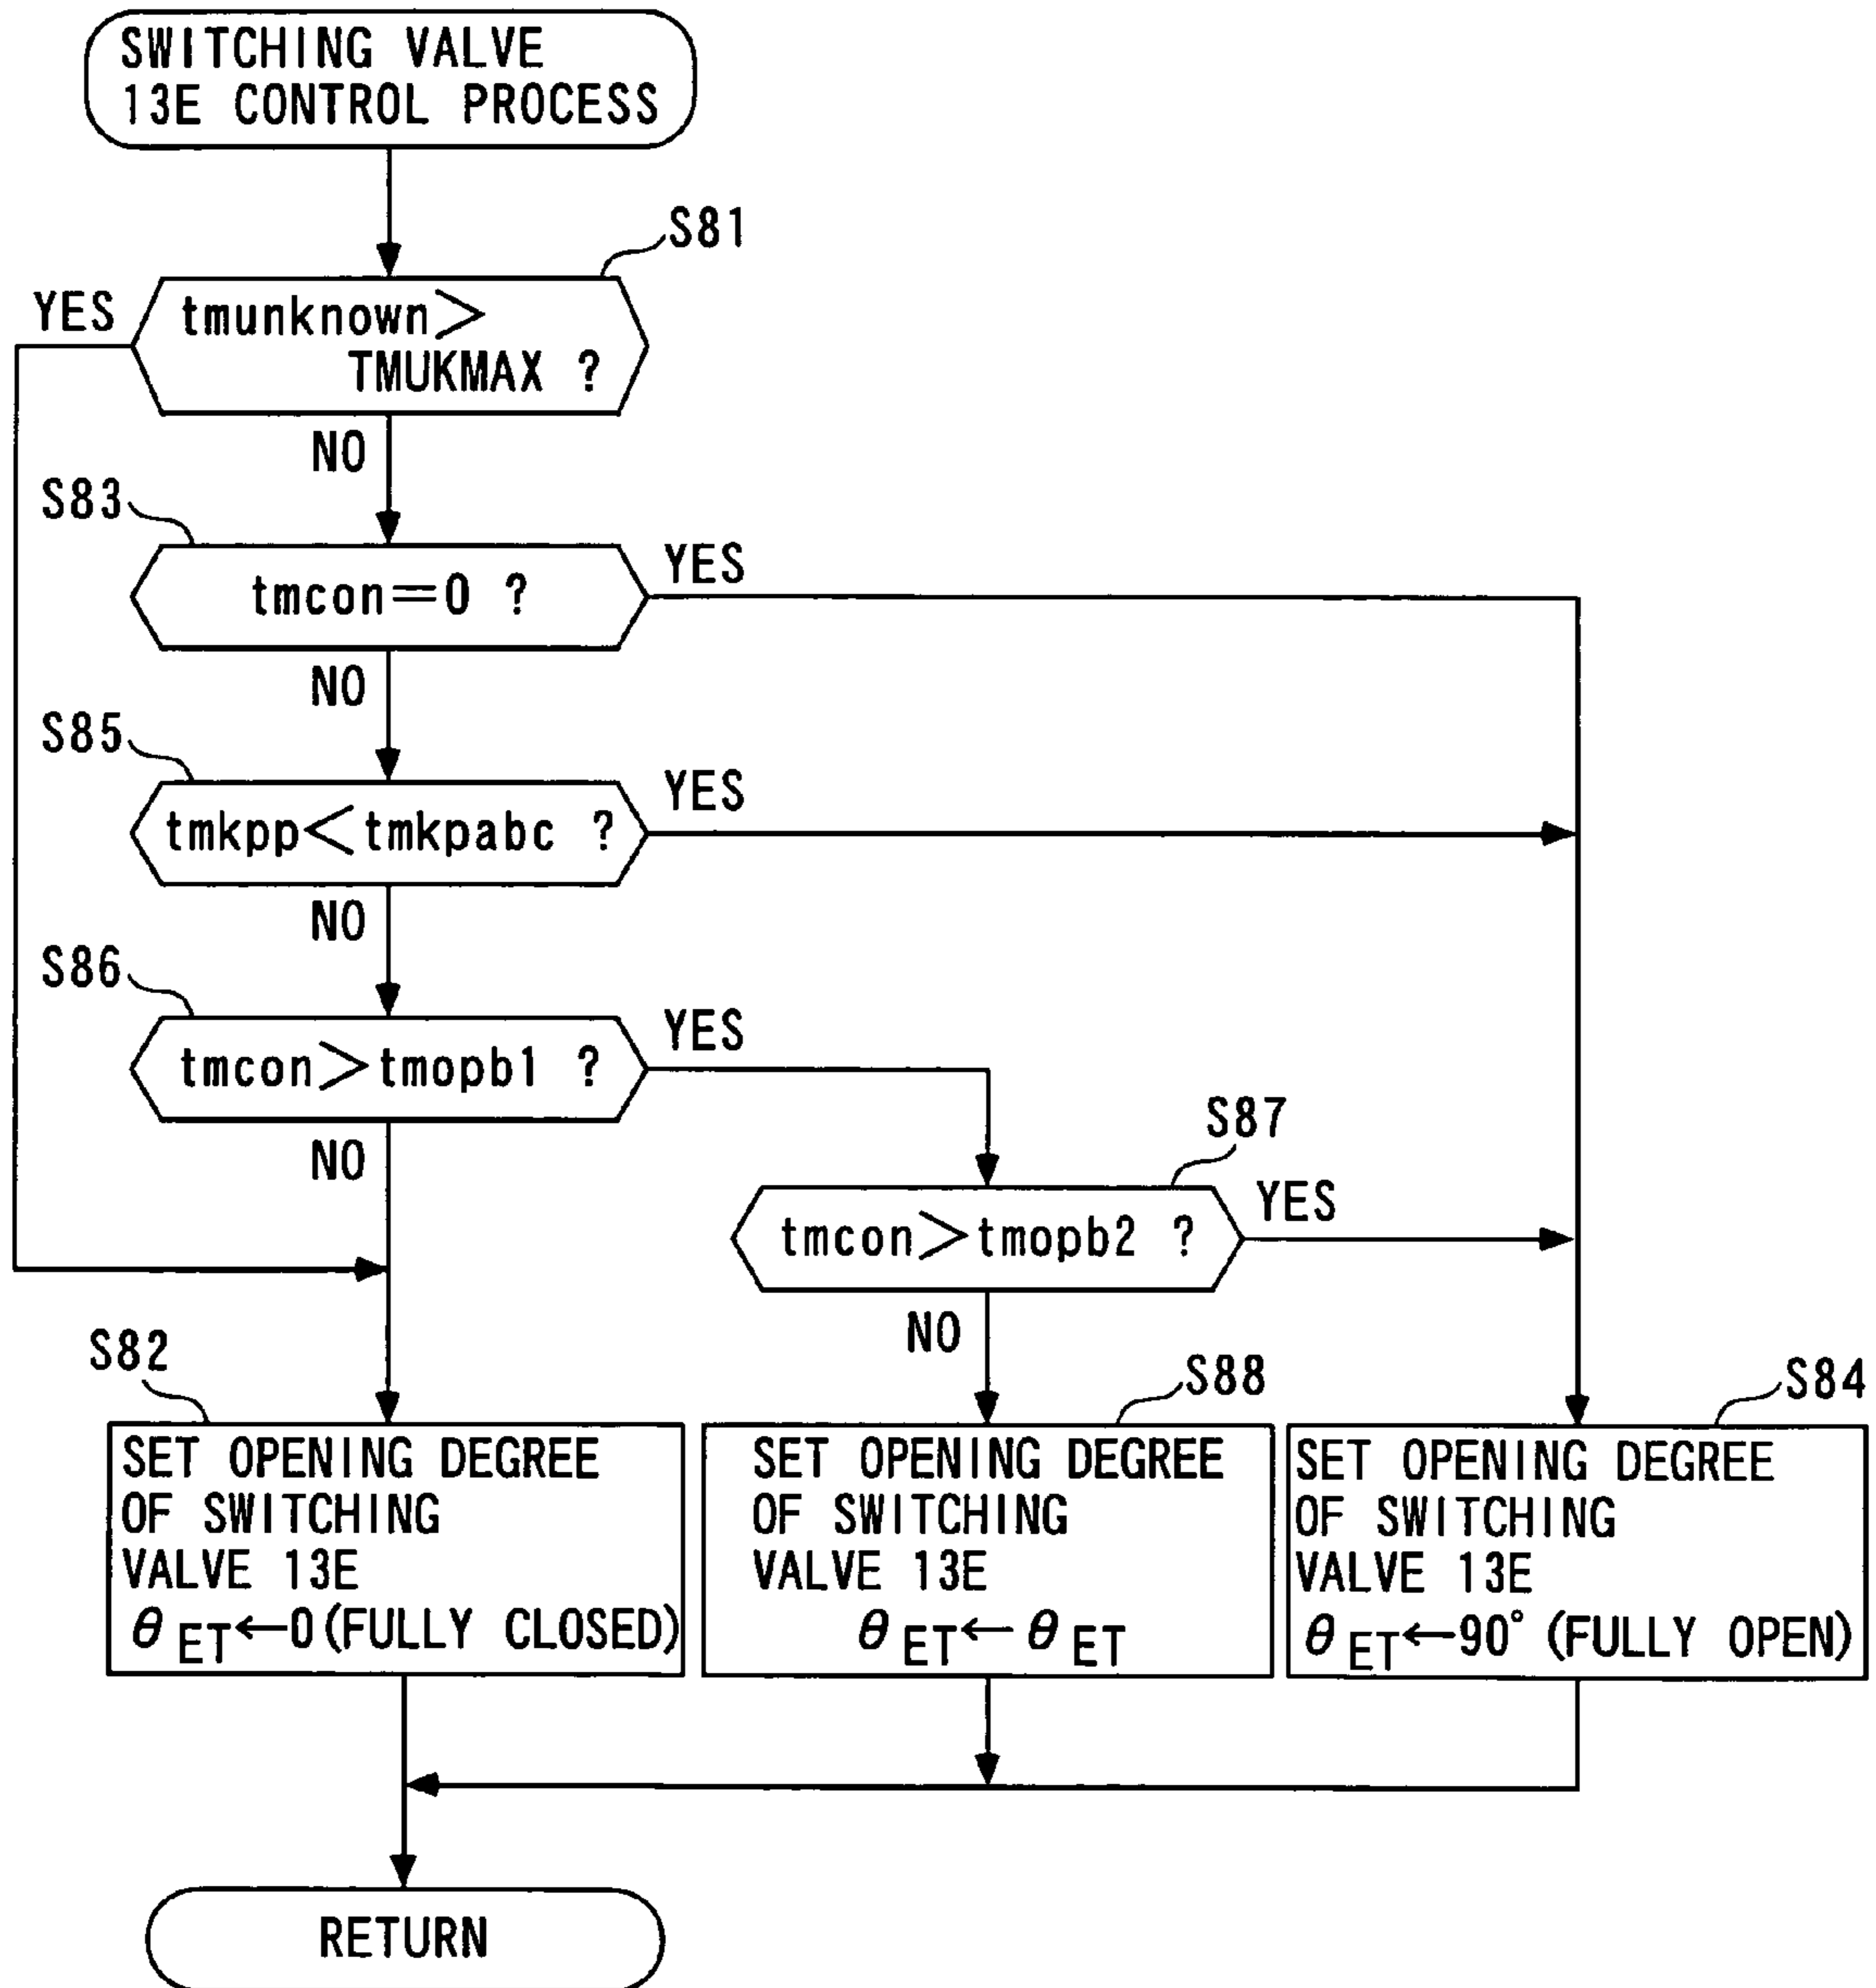 SWITCHING VALVE
13E CONTROL PROCESS
S81
YES
tmunknown>
TMUKMAX ?
NO
S83
tmcon=0 ?
YES
NO
S85
tmkpp<tmkpabc ?
YES
NO
S86
tmcon>tmopb1 ?
YES
NO
S87
tmcon>tmopb2 ?
YES
NO
S82
SET OPENING DEGREE
OF SWITCHING
VALVE 13E
θET←0(FULLY CLOSED)
S88
SET OPENING DEGREE
OF SWITCHING
VALVE 13E
θET←θET
S84
SET OPENING DEGREE
OF SWITCHING
VALVE 13E
θET←90°(FULLY OPEN)
RETURN